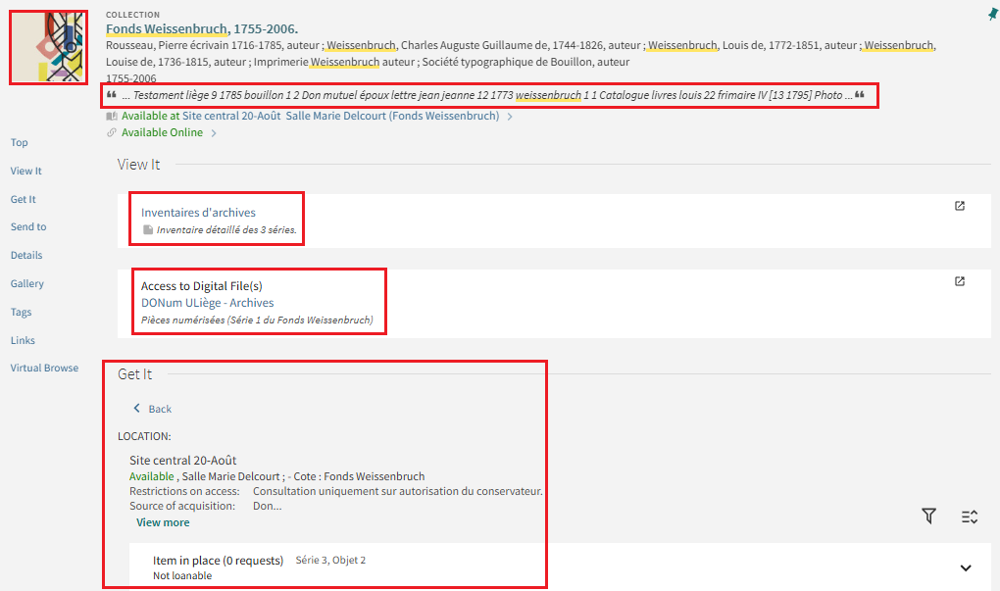 COLLECTION
Fonds Weissenbruch, 1755-2006.
Rousseau, Pierre écrivain 1716-1785, auteur ; Weissenbruch, Charles Auguste Guillaume de, 1744-1826, auteur ; Weissenbruch, Louis de, 1772-1851, auteur ; Weissenbruch,
Louise de, 1736-1815, auteur ; Imprimerie Weissenbruch auteur ; Société typographique de Bouillon, auteur
1755-2006
❝ ... Testament liège 9 1785 bouillon 1 2 Don mutuel époux lettre jean jeanne 12 1773 weissenbruch 1 1 Catalogue livres louis 22 frimaire IV [13 1795] Photo ... ❝
Available at Site central 20-Août Salle Marie Delcourt (Fonds Weissenbruch)
Available Online
Top
View It
Get It
Send to
Details
Gallery
Tags
Links
Virtual Browse
View It
Inventaires d'archives
Inventaire détaillé des 3 séries.
Access to Digital File(s)
DONum ULiège - Archives
Pièces numérisées (Série 1 du Fonds Weissenbruch)
Get It
Back
LOCATION:
Site central 20-Août
Available , Salle Marie Delcourt ; - Cote : Fonds Weissenbruch
Restrictions on access: Consultation uniquement sur autorisation du conservateur.
Source of acquisition: Don...
View more
Item in place (0 requests) Série 3, Objet 2
Not loanable